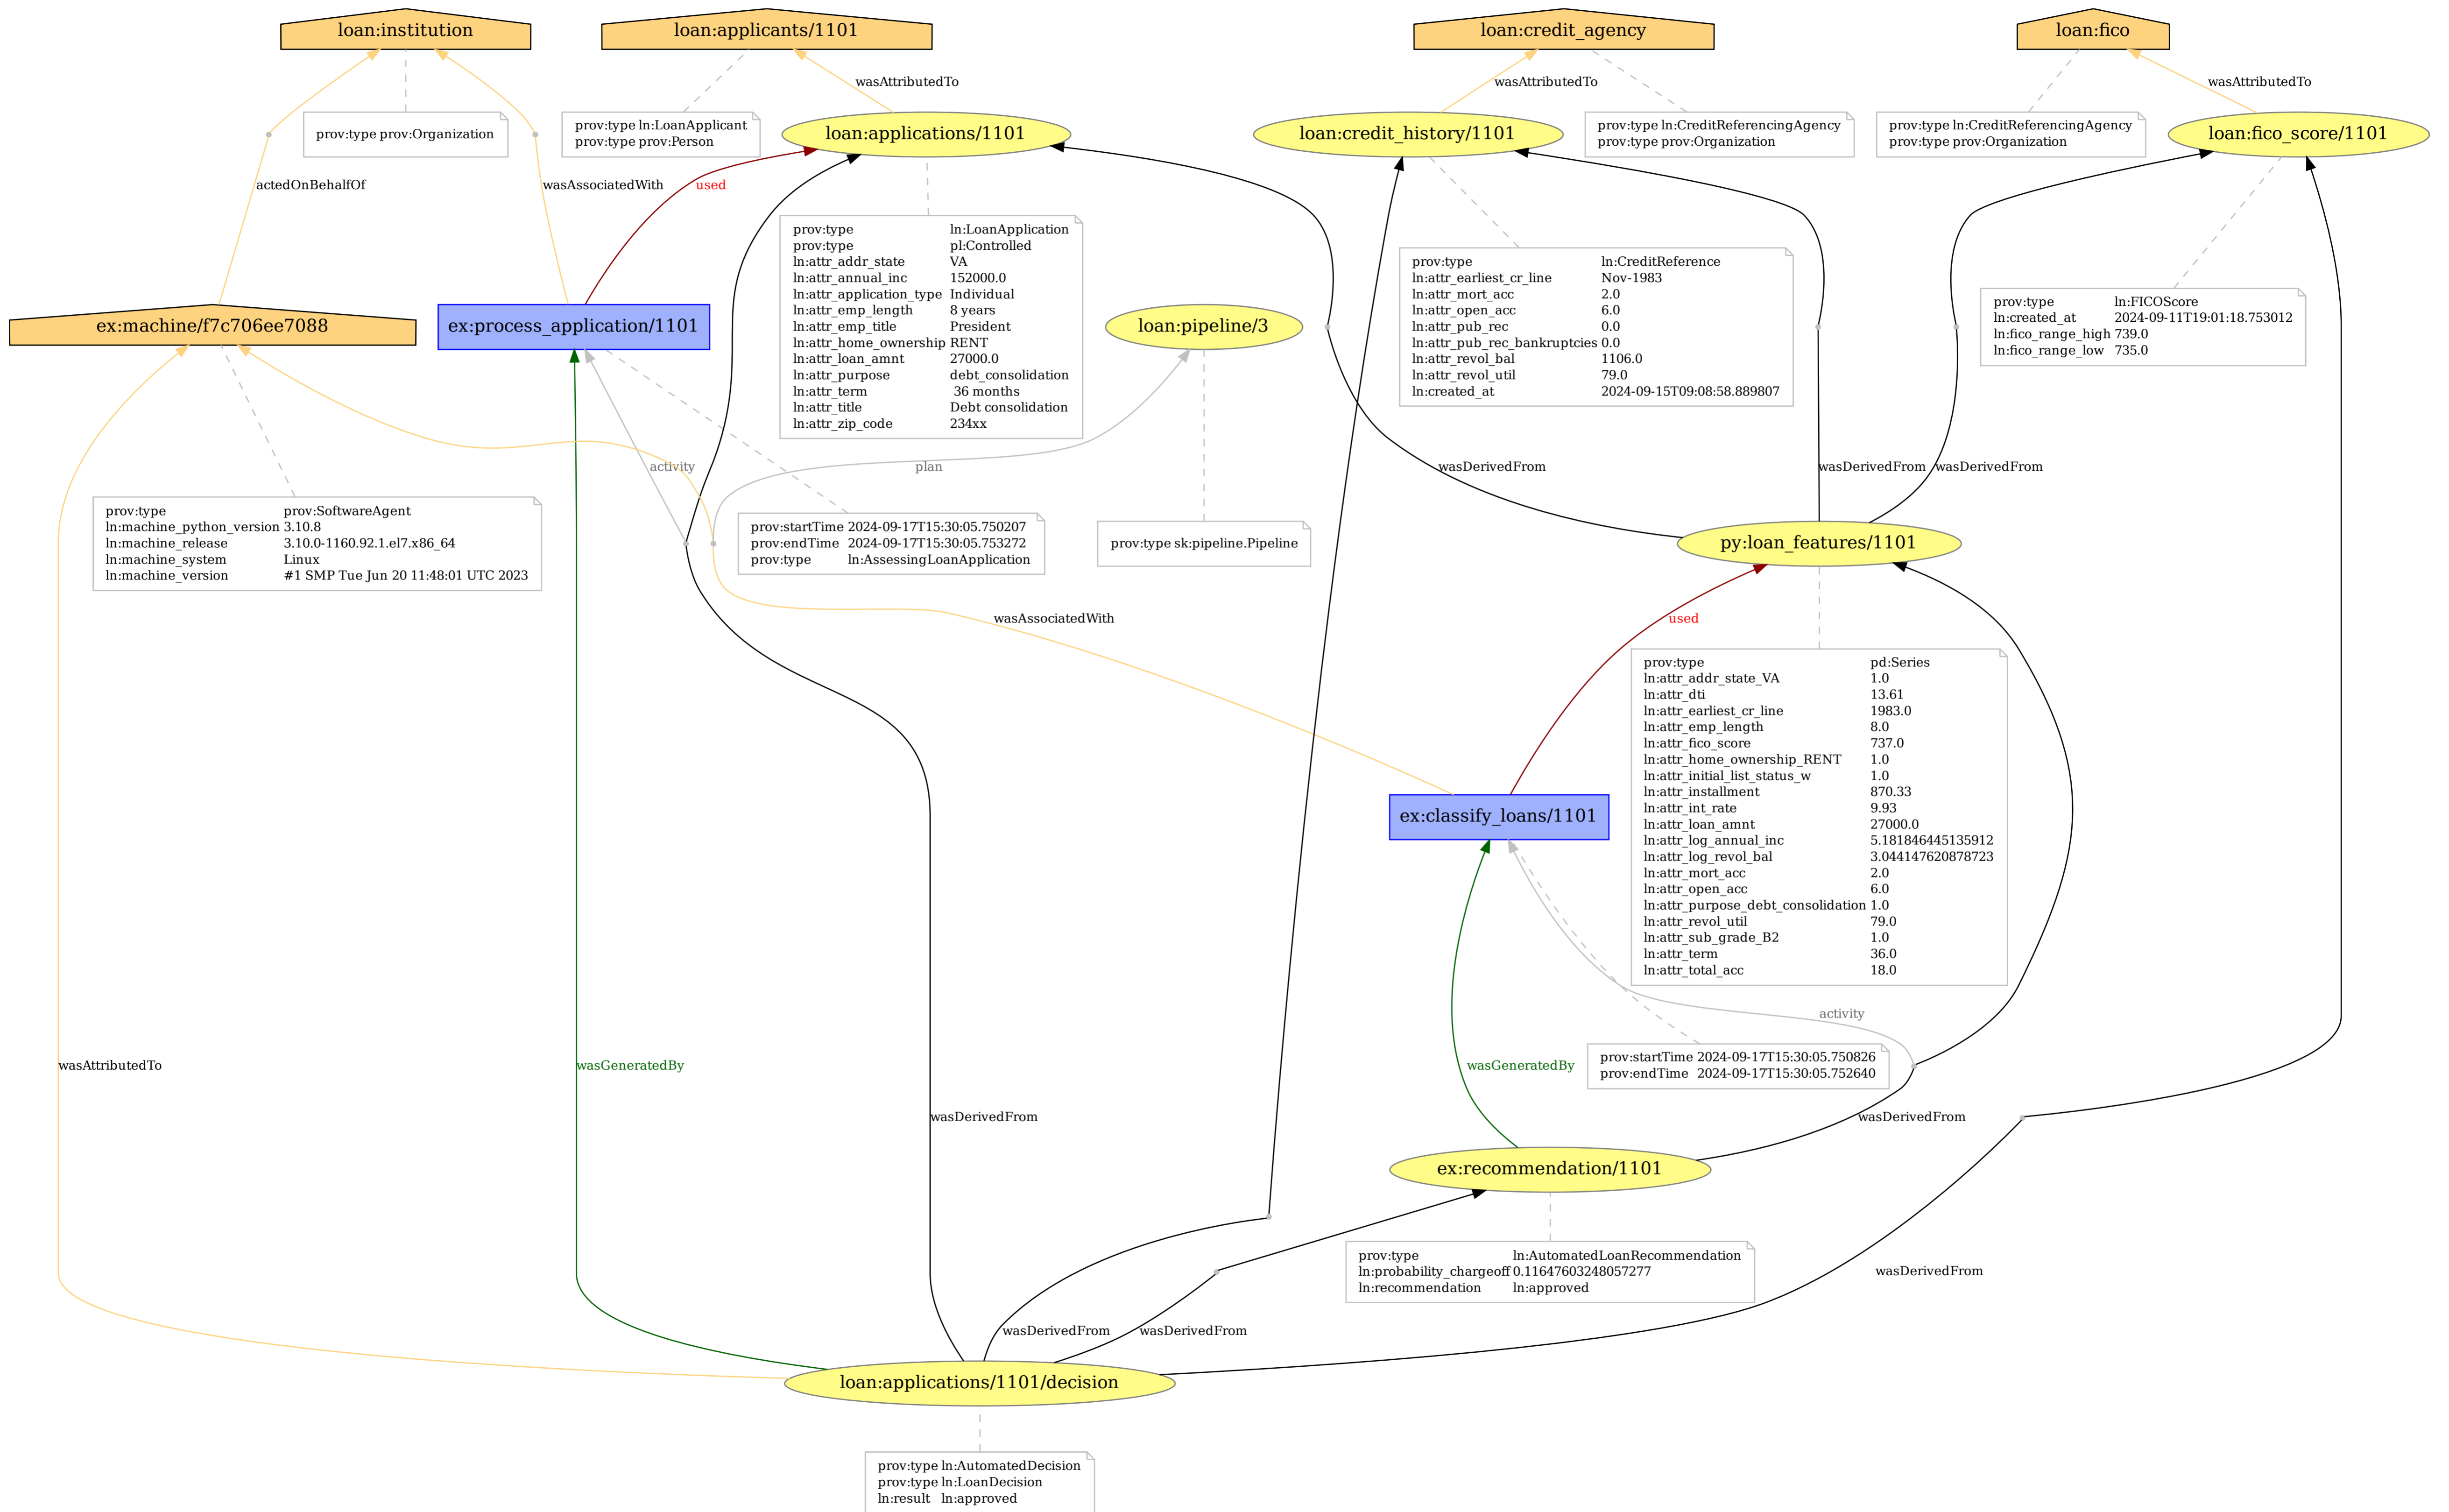 loan:institution
loan:applicants/1101
loan:credit_agency
loan:fico
wasAttributedTo
wasAttributedTo
wasAttributedTo
prov:type prov:Organization
prov:type ln:LoanApplicant
prov:type prov:Person
loan:applications/1101
loan:credit_history/1101
prov:type ln:CreditReferencingAgency
prov:type prov:Organization
prov:type ln:CreditReferencingAgency
prov:type prov:Organization
loan:fico_score/1101
actedOnBehalfOf
wasAssociatedWith
used
prov:type ln:LoanApplication
prov:type pl:Controlled
ln:attr_addr_state VA
ln:attr_annual_inc 152000.0
ln:attr_application_type Individual
ln:attr_emp_length 8 years
ln:attr_emp_title President
ln:attr_home_ownership RENT
ln:attr_loan_amnt 27000.0
ln:attr_purpose debt_consolidation
ln:attr_term 36 months
ln:attr_title Debt consolidation
ln:attr_zip_code 234xx
prov:type ln:CreditReference
ln:attr_earliest_cr_line Nov-1983
ln:attr_mort_acc 2.0
ln:attr_open_acc 6.0
ln:attr_pub_rec 0.0
ln:attr_pub_rec_bankruptcies 0.0
ln:attr_revol_bal 1106.0
ln:attr_revol_util 79.0
ln:created_at 2024-09-15T09:08:58.889807
prov:type ln:FICOScore
ln:created_at 2024-09-11T19:01:18.753012
ln:fico_range_high 739.0
ln:fico_range_low 735.0
ex:machine/f7c706ee7088
ex:process_application/1101
loan:pipeline/3
activity
plan
wasDerivedFrom
wasDerivedFrom
wasDerivedFrom
prov:type prov:SoftwareAgent
ln:machine_python_version 3.10.8
ln:machine_release 3.10.0-1160.92.1.el7.x86_64
ln:machine_system Linux
ln:machine_version #1 SMP Tue Jun 20 11:48:01 UTC 2023
prov:startTime 2024-09-17T15:30:05.750207
prov:endTime 2024-09-17T15:30:05.753272
prov:type ln:AssessingLoanApplication
prov:type sk:pipeline.Pipeline
py:loan_features/1101
wasAssociatedWith
used
prov:type pd:Series
ln:attr_addr_state_VA 1.0
ln:attr_dti 13.61
ln:attr_earliest_cr_line 1983.0
ln:attr_emp_length 8.0
ln:attr_fico_score 737.0
ln:attr_home_ownership_RENT 1.0
ln:attr_initial_list_status_w 1.0
ln:attr_installment 870.33
ln:attr_int_rate 9.93
ln:attr_loan_amnt 27000.0
ln:attr_log_annual_inc 5.181846445135912
ln:attr_log_revol_bal 3.044147620878723
ln:attr_mort_acc 2.0
ln:attr_open_acc 6.0
ln:attr_purpose_debt_consolidation 1.0
ln:attr_revol_util 79.0
ln:attr_sub_grade_B2 1.0
ln:attr_term 36.0
ln:attr_total_acc 18.0
ex:classify_loans/1101
activity
wasAttributedTo
wasGeneratedBy
wasGeneratedBy
prov:startTime 2024-09-17T15:30:05.750826
prov:endTime 2024-09-17T15:30:05.752640
wasDerivedFrom
wasDerivedFrom
ex:recommendation/1101
prov:type ln:AutomatedLoanRecommendation
ln:probability_chargeoff 0.11647603248057277
ln:recommendation ln:approved
wasDerivedFrom
wasDerivedFrom
wasDerivedFrom
loan:applications/1101/decision
prov:type ln:AutomatedDecision
prov:type ln:LoanDecision
ln:result ln:approved